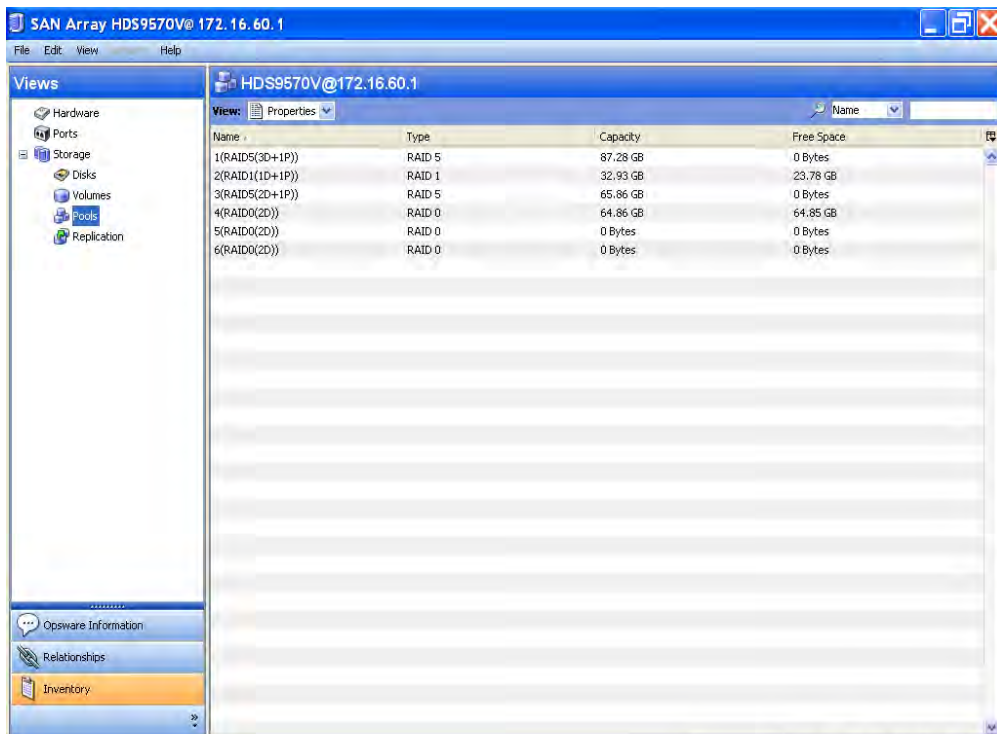 SAN Array HDS9570V@ 172.16.60.1
File Edit View Help
Views
Hardware
Ports
Storage
Disks
Volumes
Pools
Replication
Opsware Information
Relationships
Inventory
»
HDS9570V@172.16.60.1
View: Properties Name
Name Type Capacity Free Space
1(RAID5(3D+1P)) RAID 5 87.28 GB 0 Bytes
2(RAID1(1D+1P)) RAID 1 32.93 GB 23.78 GB
3(RAID5(2D+1P)) RAID 5 65.86 GB 0 Bytes
4(RAID0(2D)) RAID 0 64.86 GB 64.85 GB
5(RAID0(2D)) RAID 0 0 Bytes 0 Bytes
6(RAID0(2D)) RAID 0 0 Bytes 0 Bytes